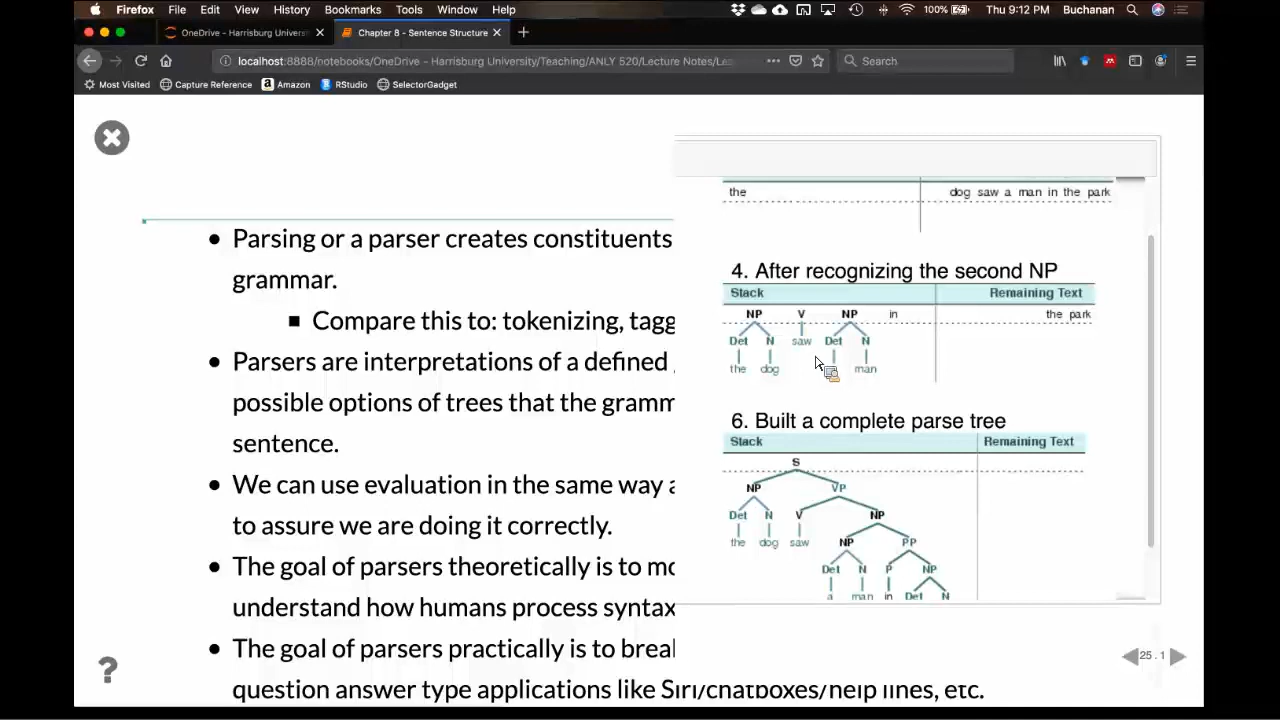 Firefox File Edit View History Bookmarks Tools Window Help 100% Thu 9:12 PM Buchanan
OneDrive - Harrisburg Universi Chapter 8 - Sentence Structure
localhost:8888/notebooks/OneDrive - Harrisburg University/Teaching/ANLY 520/Lecture Notes/Le Search
Most Visited Capture Reference Amazon RStudio SelectorGadget
Parsing or a parser creates constituents
grammar.
Compare this to: tokenizing, tagg
Parsers are interpretations of a defined
possible options of trees that the gramm
sentence.
We can use evaluation in the same way a
to assure we are doing it correctly.
The goal of parsers theoretically is to mo
understand how humans process syntax
The goal of parsers practically is to break
question answer type applications like Siri/chatboxes/help lines, etc.
the dog saw a man in the park
4. After recognizing the second NP
Stack Remaining Text
NP V NP in the park
Det N saw Det N
the dog man
6. Built a complete parse tree
Stack Remaining Text
S
NP VP
Det N V NP
the dog saw NP PP
Det N P NP
a man in Det N
25.1
?